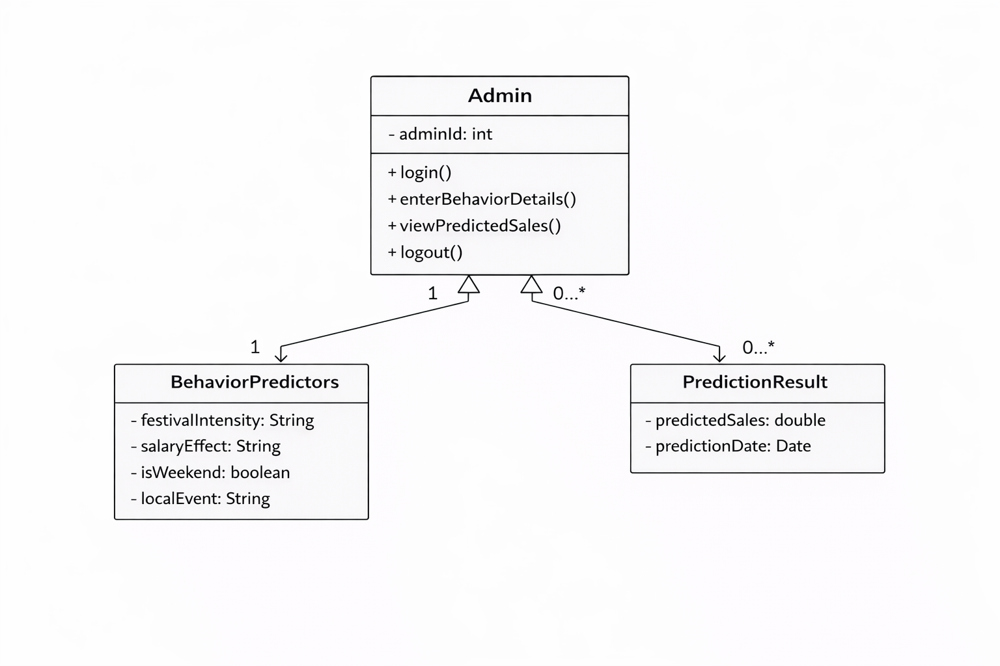 Admin
- adminId: int
+ login()
+ enterBehaviorDetails()
+ viewPredictedSales()
+ logout()
1
0...*
1
0...*
BehaviorPredictors
- festivalIntensity: String
- salaryEffect: String
- isWeekend: boolean
- localEvent: String
PredictionResult
- predictedSales: double
- predictionDate: Date